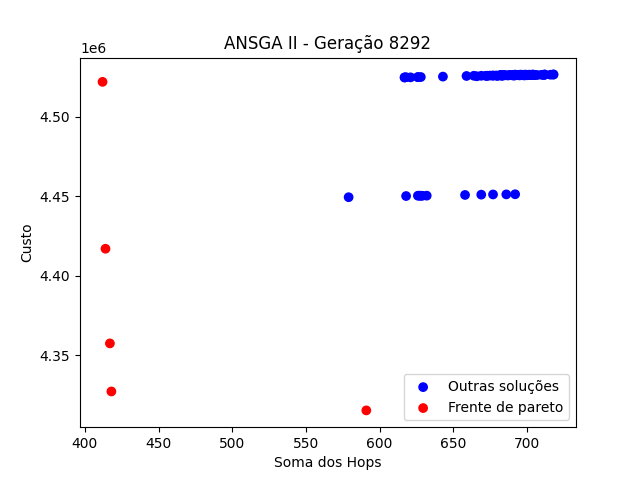 ANSGA II - Geração 8292
1e6
4.50
4.45
4.40
4.35
Custo
400
450
500
550
600
650
700
Soma dos Hops
Outras soluções
Frente de pareto